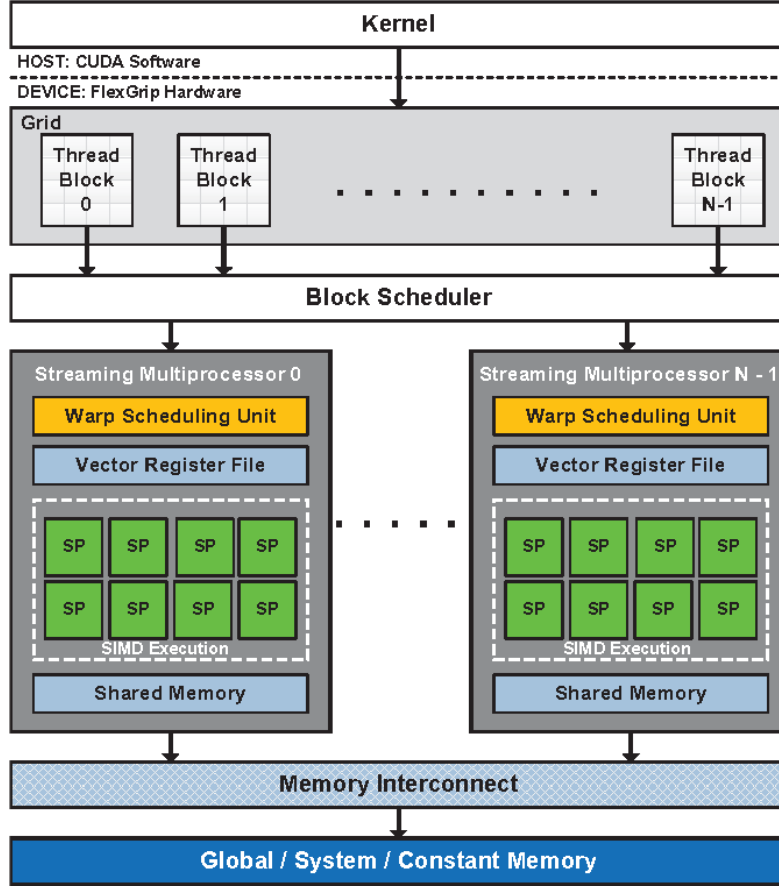 Kernel
HOST: CUDA Software
DEVICE: FlexGrip Hardware
Grid
Thread Block 0
Thread Block 1
. . . . . . . . . .
Thread Block N-1
Block Scheduler
Streaming Multiprocessor 0
Warp Scheduling Unit
Vector Register File
SP SP SP SP
SP SP SP SP
SIMD Execution
Shared Memory
. . . . .
Streaming Multiprocessor N - 1
Warp Scheduling Unit
Vector Register File
SP SP SP SP
SP SP SP SP
SIMD Execution
Shared Memory
Memory Interconnect
Global / System / Constant Memory